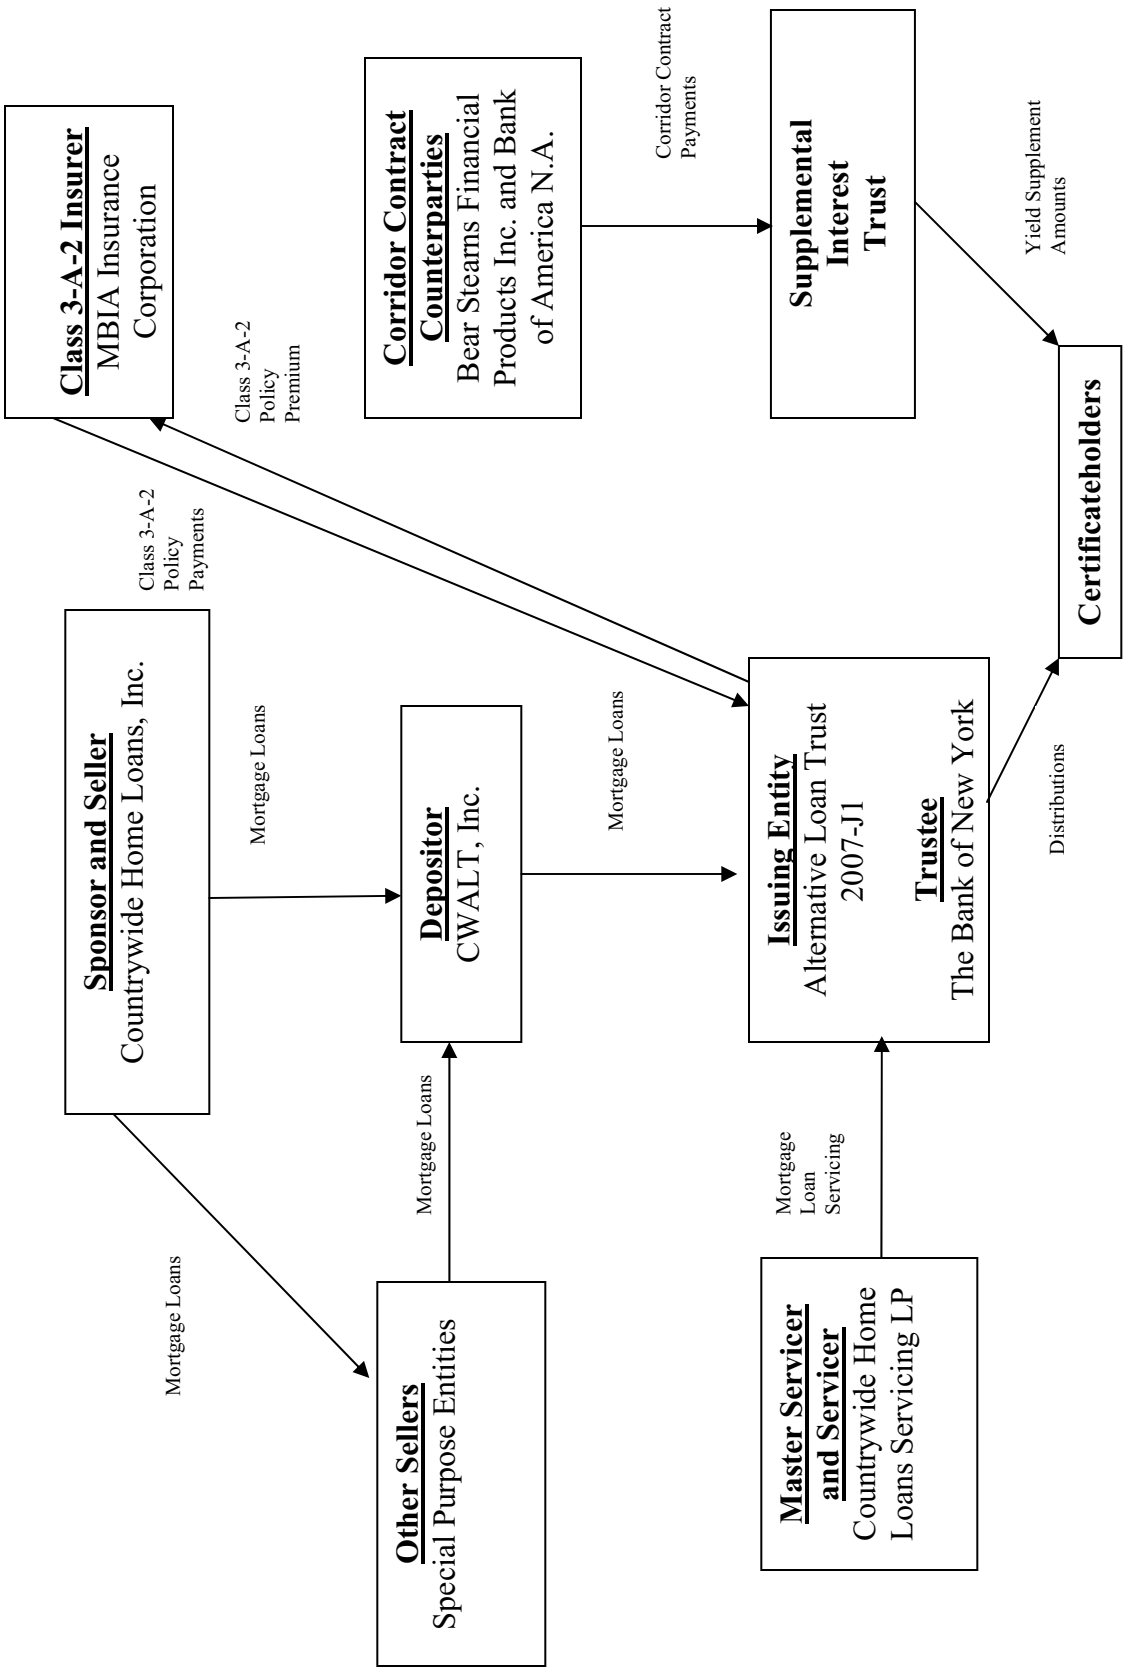 Sponsor and Seller
Countrywide Home Loans, Inc.
Class 3-A-2 Insurer
MBIA Insurance
Corporation
Mortgage Loans
Mortgage Loans
Class 3-A-2
Policy
Payments
Class 3-A-2
Policy
Premium
Other Sellers
Special Purpose Entities
Mortgage Loans
Depositor
CWALT, Inc.
Corridor Contract
Counterparties
Bear Stearns Financial
Products Inc. and Bank
of America N.A.
Mortgage Loans
Corridor Contract
Payments
Master Servicer
and Servicer
Countrywide Home
Loans Servicing LP
Mortgage
Loan
Servicing
Issuing Entity
Alternative Loan Trust
2007-J1
Trustee
The Bank of New York
Supplemental
Interest
Trust
Distributions
Yield Supplement
Amounts
Certificateholders